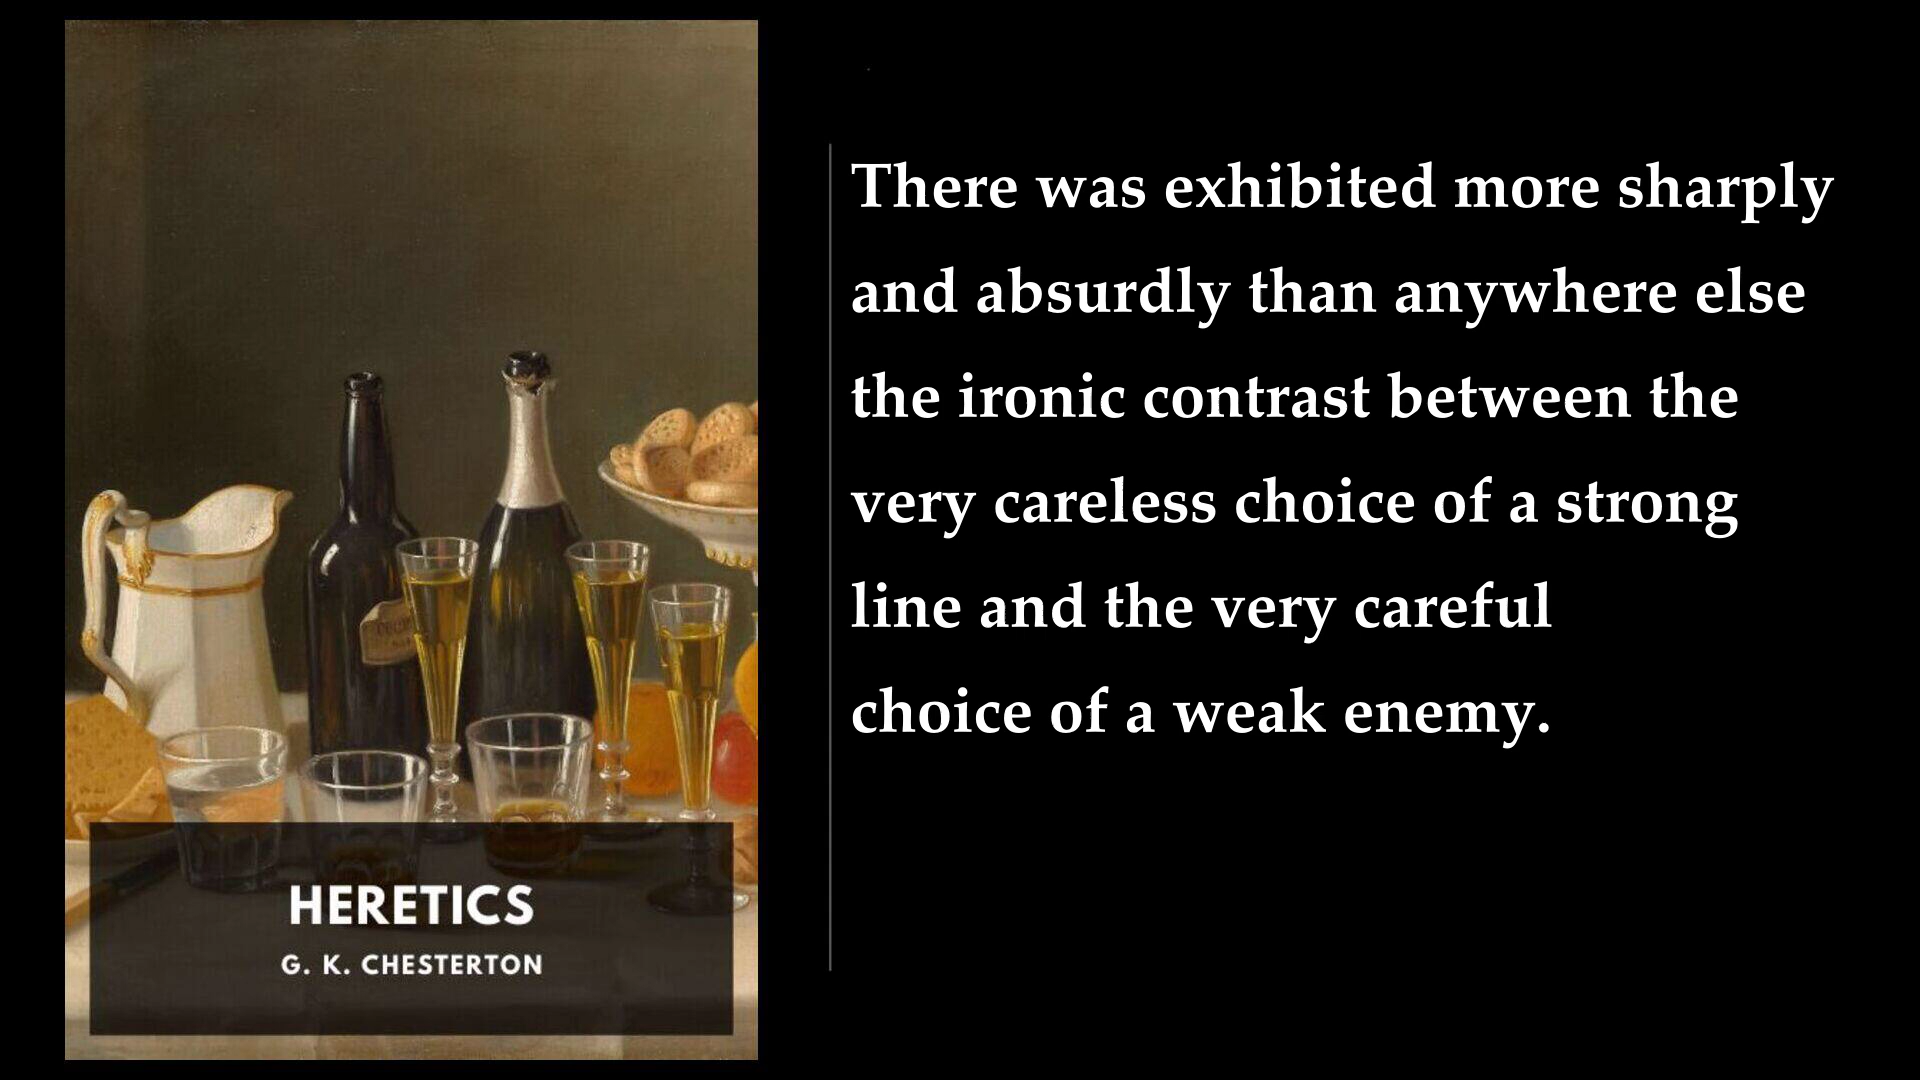 There was exhibited more sharply
and absurdly than anywhere else
the ironic contrast between the
very careless choice of a strong
line and the very careful
choice of a weak enemy.
HERETICS
G. K. CHESTERTON